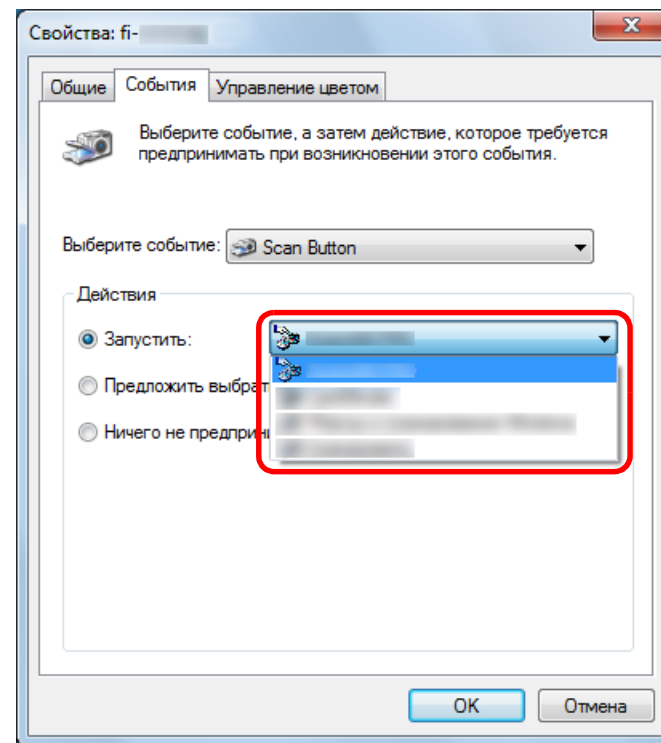 Свойства: fi-
Общие
События
Управление цветом
Выберите событие, а затем действие, которое требуется
предпринимать при возникновении этого события.
Выберите событие: Scan Button
Действия
Запустить:
Предложить выбрат
Ничего не предприн
OK
Отмена